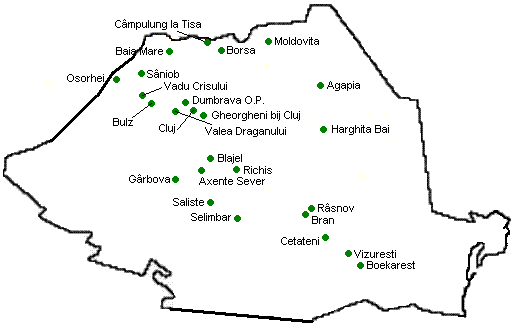 Câmpulung la Tisa
Moldovita
Baia Mare
Borsa
Osorhei
Sâniob
Vadu Crisului
Agapia
Dumbrava O.P.
Gheorgheni bij Cluj
Bulz
Cluj
Valea Draganului
Harghita Bai
Blajel
Richis
Gârbova
Axente Sever
Saliste
Râsnov
Selimbar
Bran
Cetateni
Vizuresti
Boekarest